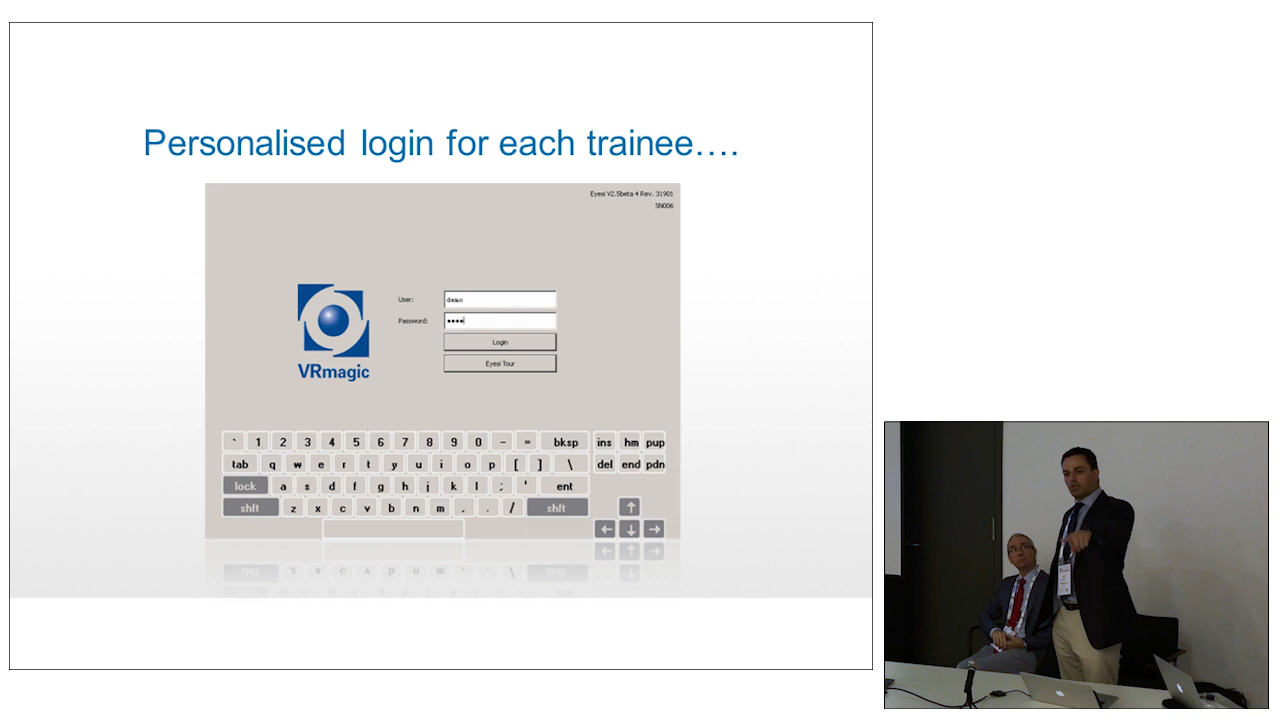 Personalised login for each trainee….
Eyesi V2.5beta 4 Rev. 31901
SN006
User: demo
Password: ••••
Login
Eyesi Tour
VRmagic
` 1 2 3 4 5 6 7 8 9 0 - = bksp ins hm pup
tab q w e r t y u i o p [ ] \ del end pdn
lock a s d f g h j k l ; ' ent
shft z x c v b n m , . / shft ↑
← ↓ →